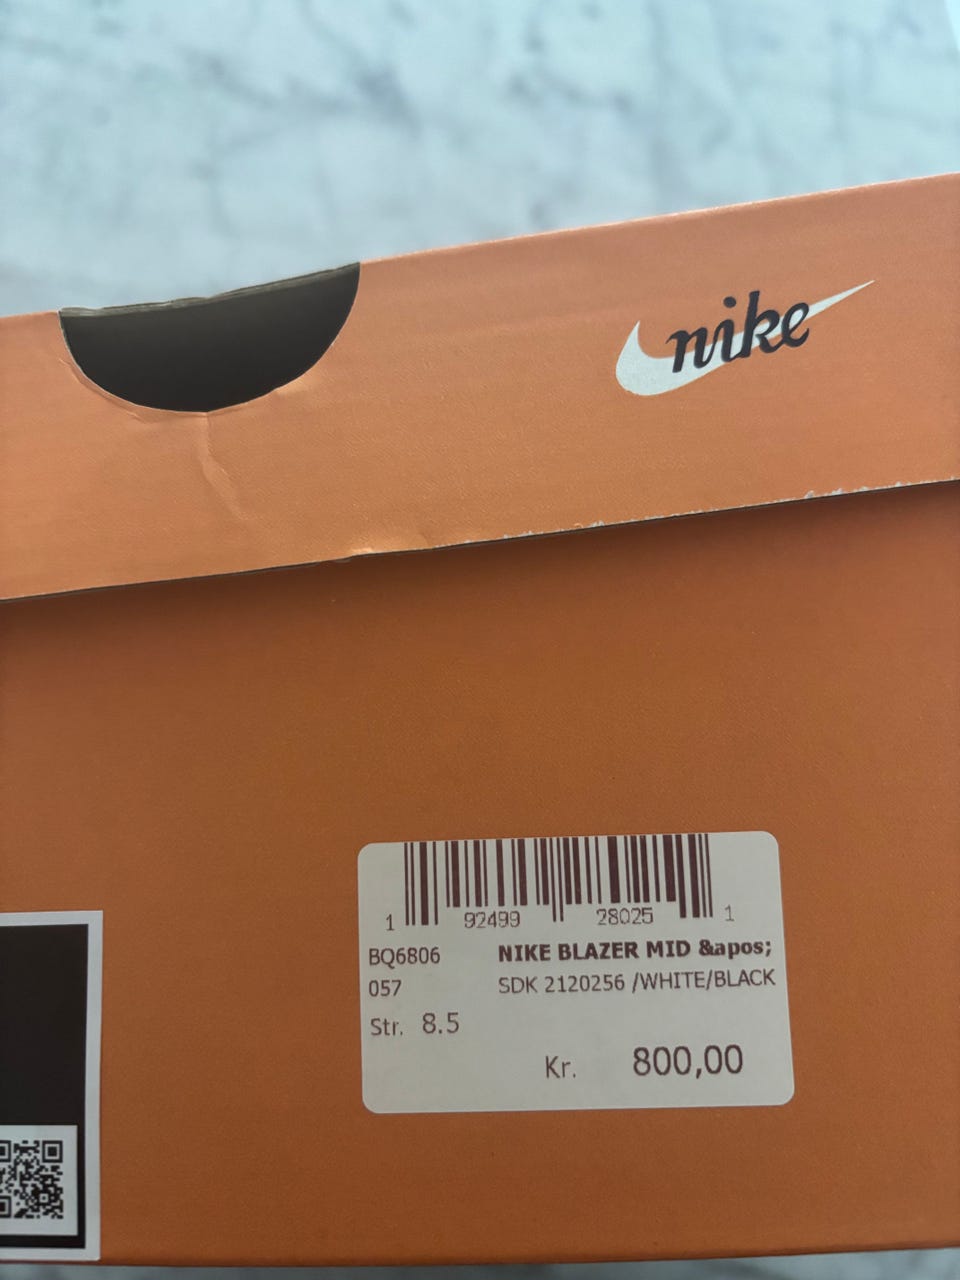 nike
1 92499 28025 1
BQ6806 NIKE BLAZER MID &apos;
057 SDK 2120256 /WHITE/BLACK
Str. 8.5
Kr. 800,00